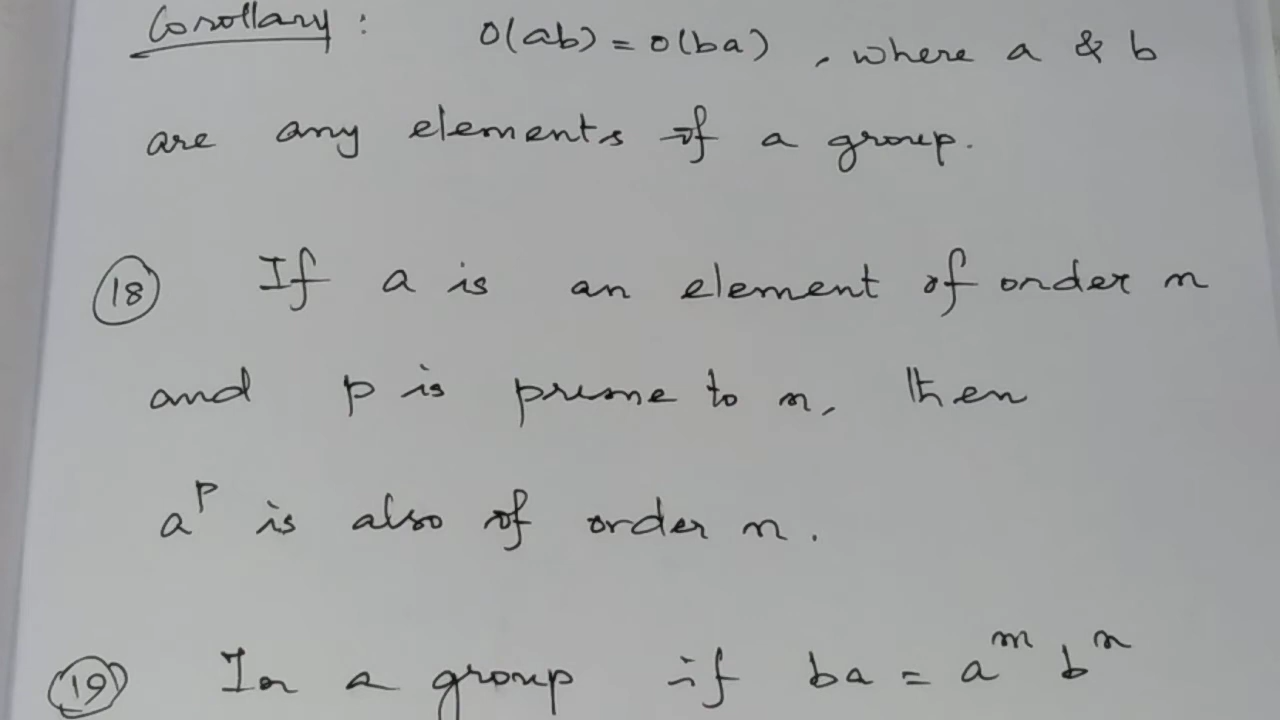 Corollary : o(ab) = o(ba) , where a & b
are any elements of a group.
(18) If a is an element of order n
and p is prime to n, then
a^p is also of order n.
(19) In a group if ba = a^m b^n